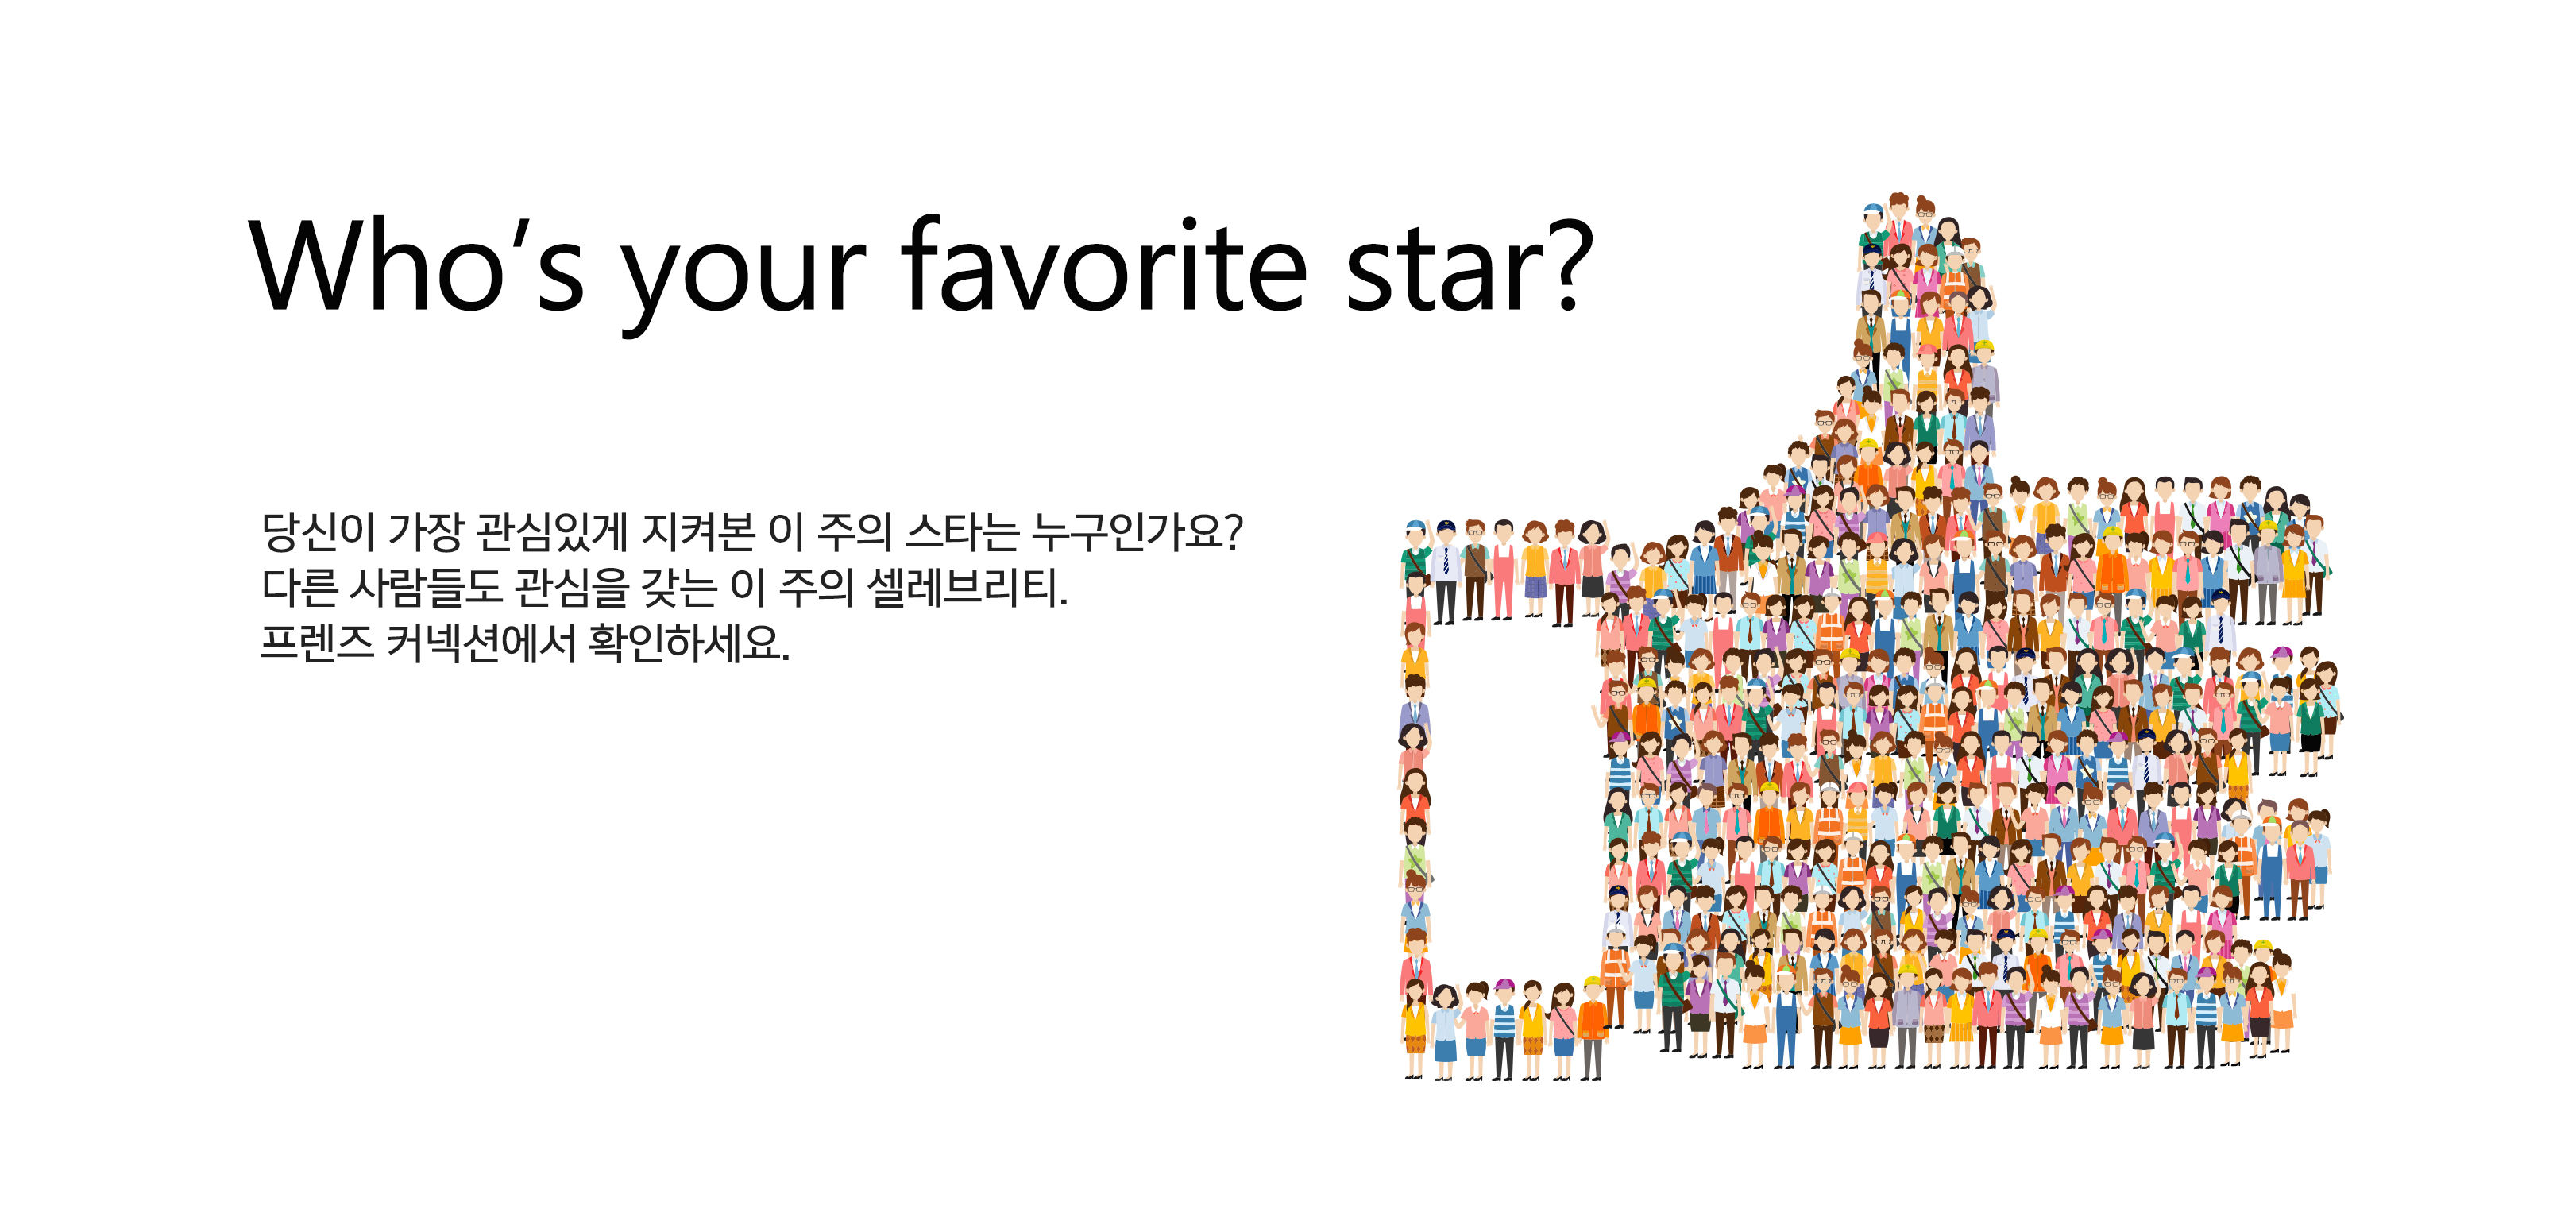 Who’s your favorite star?
당신이 가장 관심있게 지켜본 이 주의 스타는 누구인가요?
다른 사람들도 관심을 갖는 이 주의 셀레브리티.
프렌즈 커넥션에서 확인하세요.